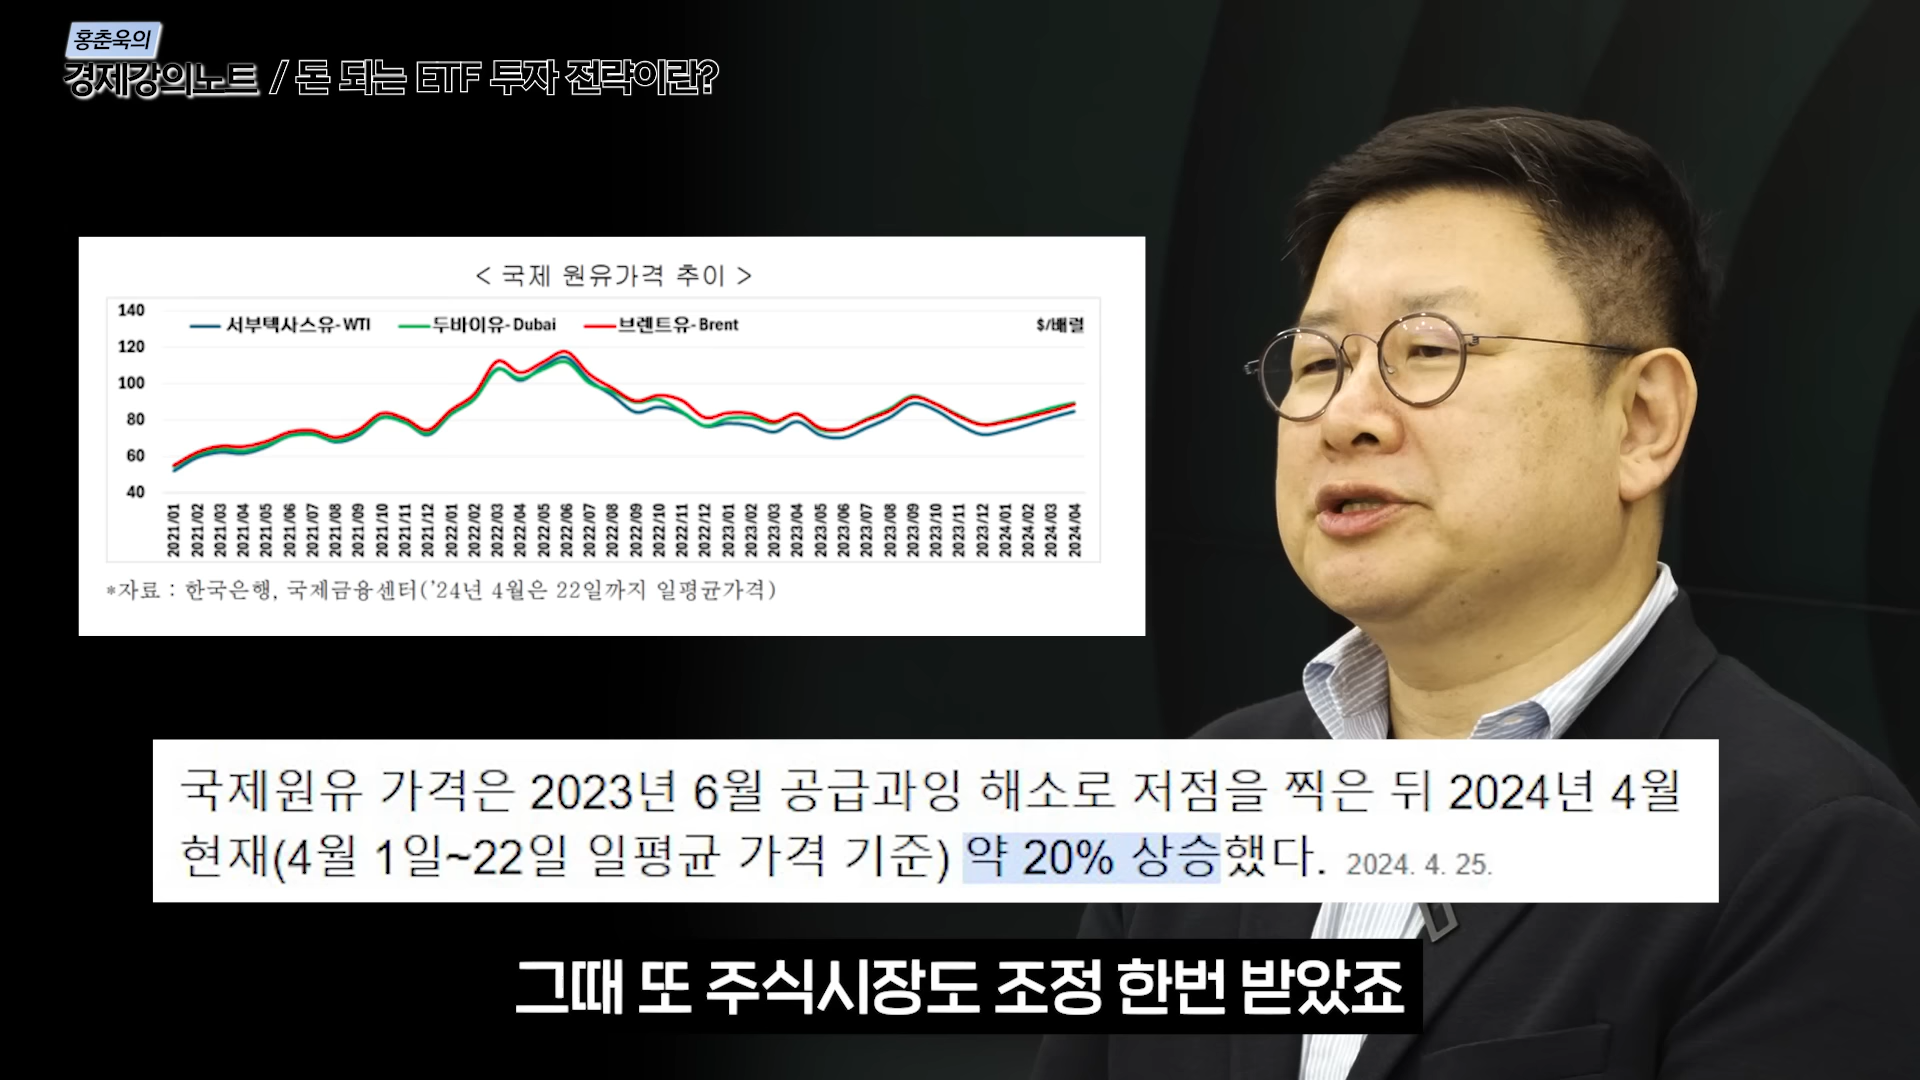 홍춘욱의
경제강의노트 / 돈 되는 ETF 투자 전략이란?
< 국제 원유가격 추이 >
서부텍사스유-WTI 두바이유-Dubai 브렌트유-Brent $/배럴
140
120
100
80
60
40
2021/01 2021/02 2021/03 2021/04 2021/05 2021/06 2021/07 2021/08 2021/09 2021/10 2021/11 2021/12 2022/01 2022/02 2022/03 2022/04 2022/05 2022/06 2022/07 2022/08 2022/09 2022/10 2022/11 2022/12 2023/01 2023/02 2023/03 2023/04 2023/05 2023/06 2023/07 2023/08 2023/09 2023/10 2023/11 2023/12 2024/01 2024/02 2024/03 2024/04
*자료 : 한국은행, 국제금융센터('24년 4월은 22일까지 일평균가격)
국제원유 가격은 2023년 6월 공급과잉 해소로 저점을 찍은 뒤 2024년 4월
현재(4월 1일~22일 일평균 가격 기준) 약 20% 상승했다. 2024. 4. 25.
그때 또 주식시장도 조정 한번 받았죠